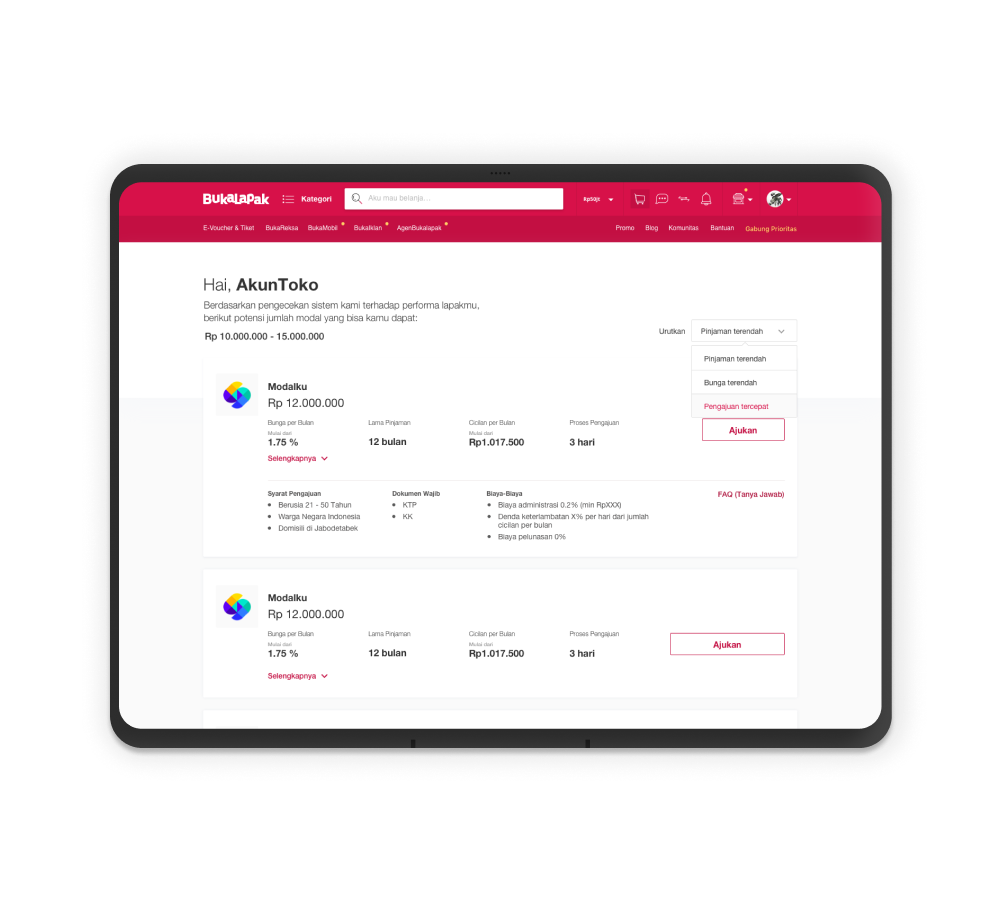 BukaLapak
Kategori
Aku mau belanja...
Rp50jt
E-Voucher & Tiket BukaReksa BukaMobil BukaIklan AgenBukalapak
Promo Blog Komunitas Bantuan Gabung Prioritas
Hai, AkunToko
Berdasarkan pengecekan sistem kami terhadap performa lapakmu,
berikut potensi jumlah modal yang bisa kamu dapat:
Rp 10.000.000 - 15.000.000
Urutkan
Pinjaman terendah
Pinjaman terendah
Bunga terendah
Pengajuan tercepat
Modalku
Rp 12.000.000
Bunga per Bulan Lama Pinjaman Cicilan per Bulan Proses Pengajuan
Mulai dari Mulai dari
1.75 % 12 bulan Rp1.017.500 3 hari
Ajukan
Selengkapnya
Syarat Pengajuan
Berusia 21 - 50 Tahun
Warga Negara Indonesia
Domisili di Jabodetabek
Dokumen Wajib
KTP
KK
Biaya-Biaya
Biaya administrasi 0.2% (min RpXXX)
Denda keterlambatan X% per hari dari jumlah
cicilan per bulan
Biaya pelunasan 0%
FAQ (Tanya Jawab)
Modalku
Rp 12.000.000
Bunga per Bulan Lama Pinjaman Cicilan per Bulan Proses Pengajuan
Mulai dari Mulai dari
1.75 % 12 bulan Rp1.017.500 3 hari
Ajukan
Selengkapnya